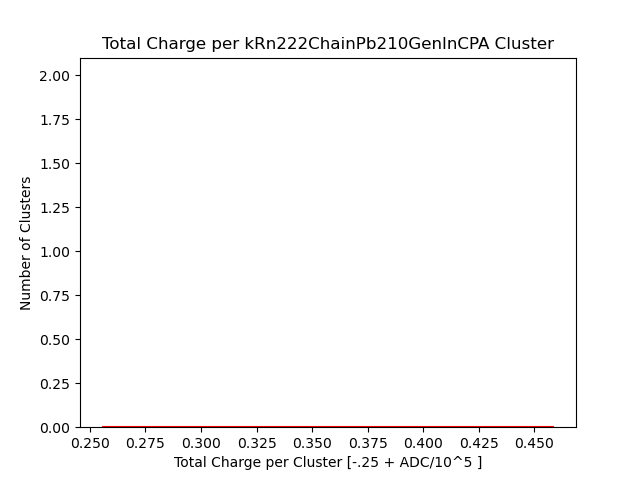 Total Charge per kRn222ChainPb210GenInCPA Cluster
2.00
1.75
1.50
1.25
1.00
0.75
0.50
0.25
0.00
Number of Clusters
0.250 0.275 0.300 0.325 0.350 0.375 0.400 0.425 0.450
Total Charge per Cluster [-.25 + ADC/10^5 ]